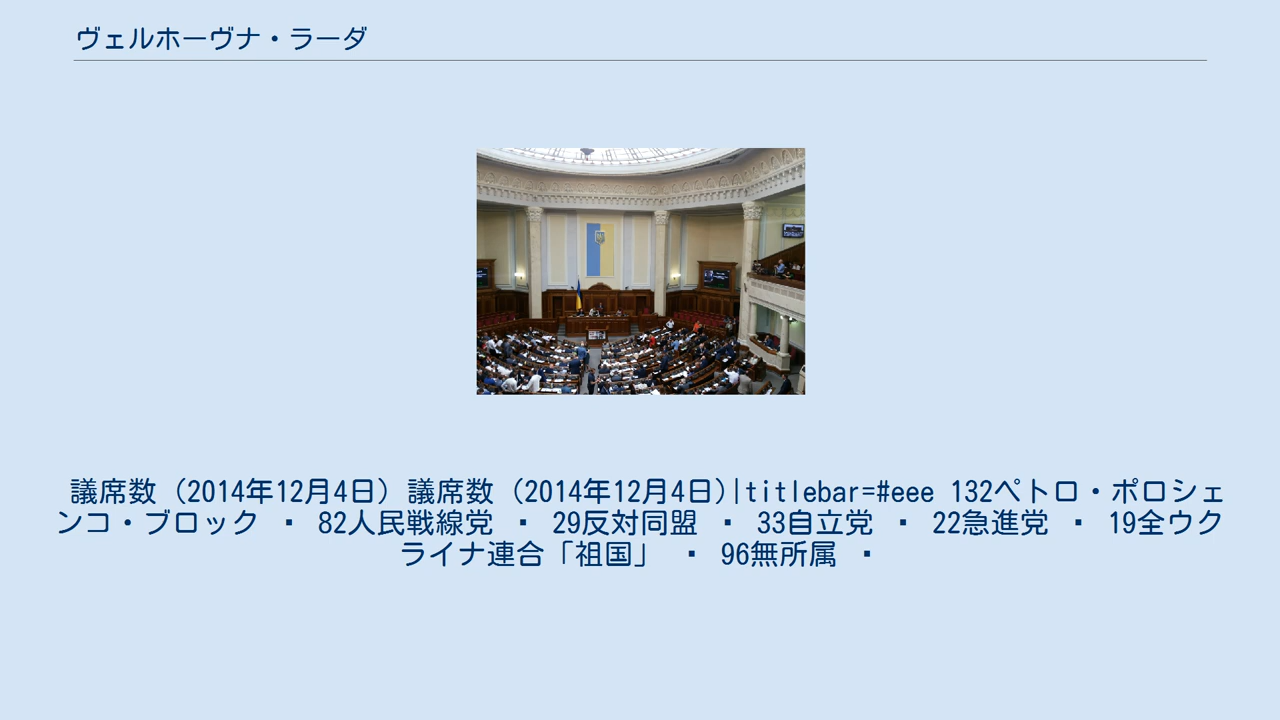 ヴェルホーヴナ・ラーダ
議席数（2014年12月4日）議席数（2014年12月4日)|titlebar=#eee 132ペトロ・ポロシェ
ンコ・ブロック ▪ 82人民戦線党 ▪ 29反対同盟 ▪ 33自立党 ▪ 22急進党 ▪ 19全ウク
ライナ連合「祖国」 ▪ 96無所属 ▪